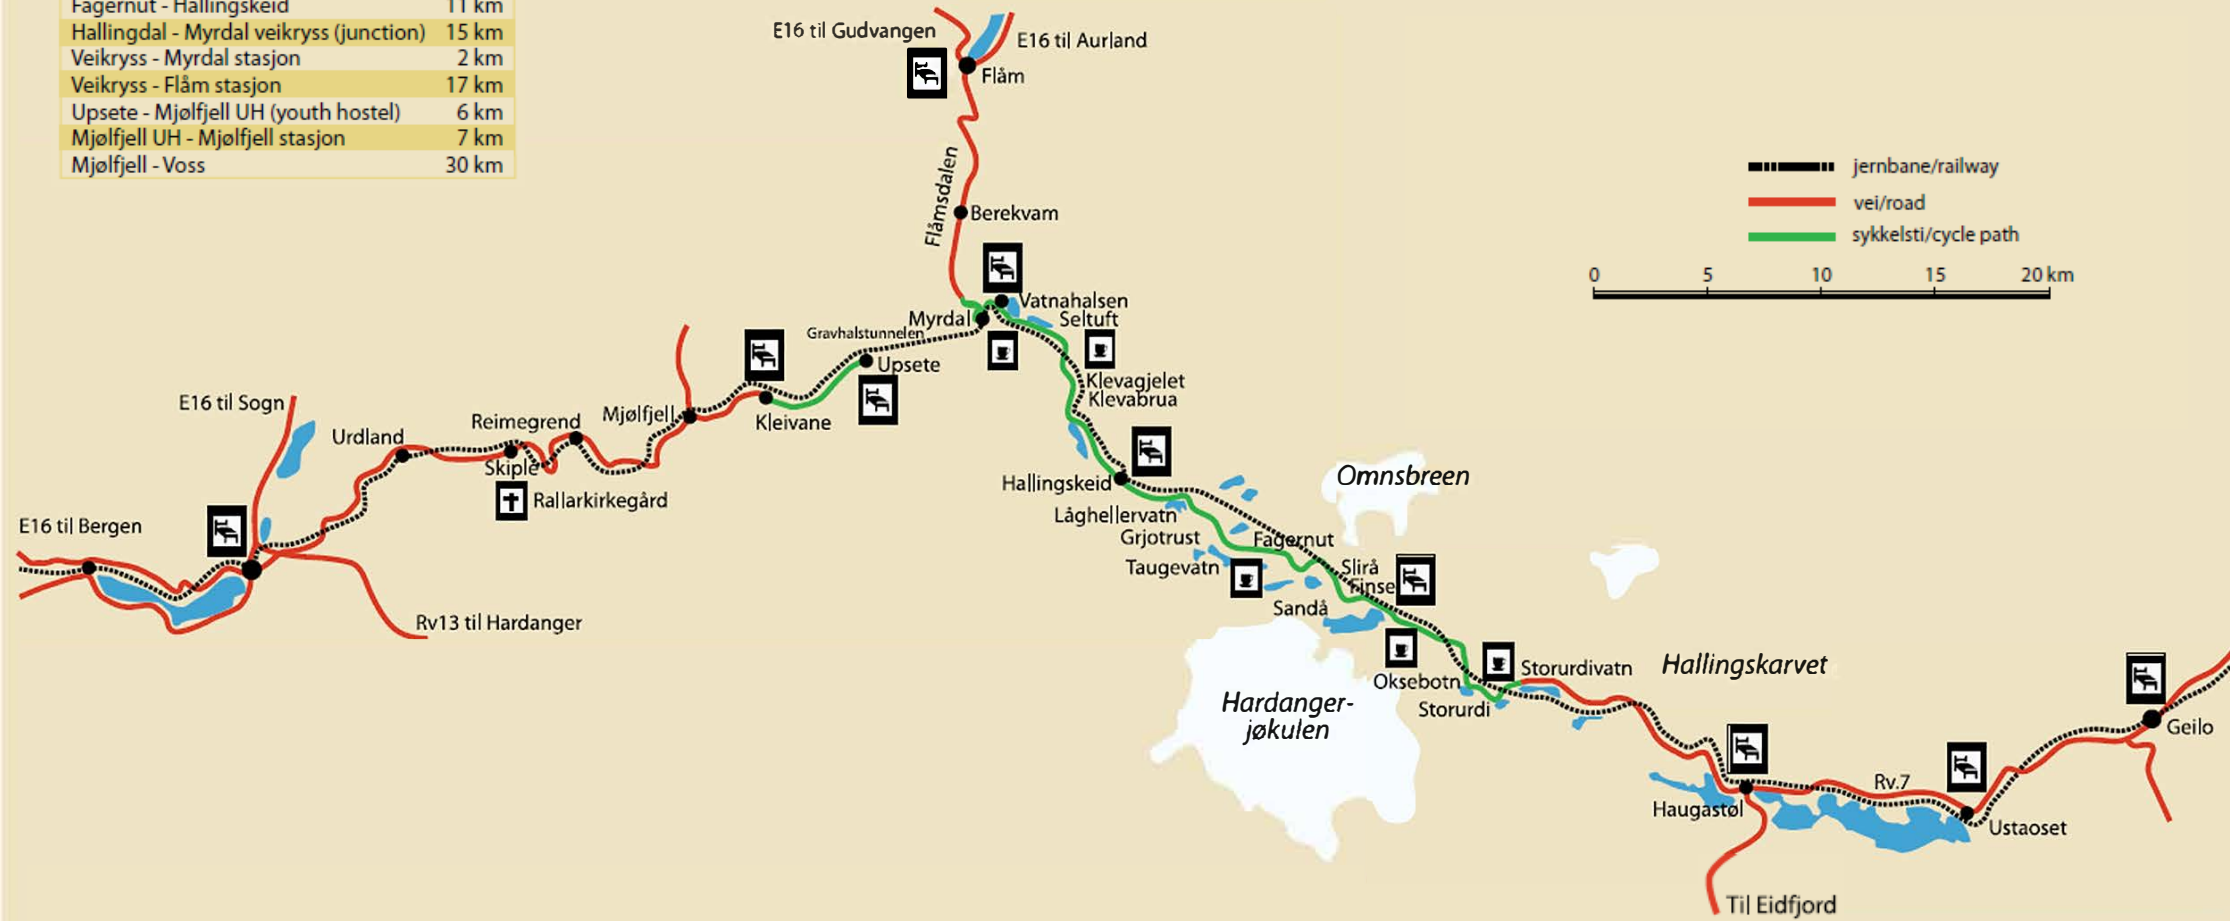 Fagernut - Hallingskeid 11 km
Hallingdal - Myrdal veikryss (junction) 15 km
Veikryss - Myrdal stasjon 2 km
Veikryss - Flåm stasjon 17 km
Upsete - Mjølfjell UH (youth hostel) 6 km
Mjølfjell UH - Mjølfjell stasjon 7 km
Mjølfjell - Voss 30 km
E16 til Gudvangen
E16 til Aurland
Flåm
Flåmsdalen
Berekvam
jernbane/railway
vei/road
sykkelsti/cycle path
0 5 10 15 20 km
Vatnahalsen
Myrdal
Seltuft
Gravhalstunnelen
Upsete
Klevagjelet
Klevabrua
E16 til Sogn
Urdland
Reimegrend
Mjølfjell
Kleivane
Skiple
Rallarkirkegård
E16 til Bergen
Rv13 til Hardanger
Hallingskeid
Omnsbreen
Låghellervatn
Grjotrust
Fagernut
Taugevatn
Slirå
Finse
Sandå
Hardanger-
jøkulen
Oksebotn
Storurdi
Storurdivatn
Hallingskarvet
Haugastøl
Rv.7
Ustaoset
Geilo
Til Eidfjord